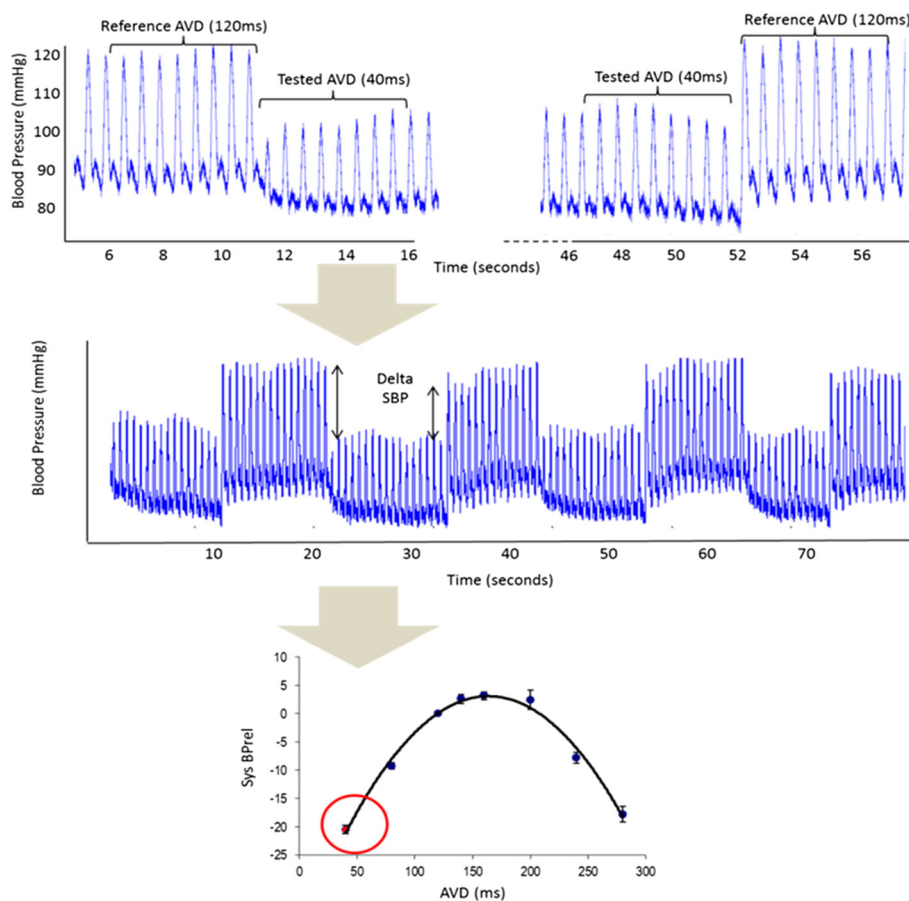 Reference AVD (120ms)
Tested AVD (40ms)
Reference AVD (120ms)
Tested AVD (40ms)
Blood Pressure (mmHg)
120
110
100
90
80
6 8 10 12 14 16
46 48 50 52 54 56
Time (seconds)
Blood Pressure (mmHg)
Delta
SBP
10 20 30 40 50 60 70
Time (seconds)
Sys BPrel
10
5
0
-5
-10
-15
-20
-25
0 50 100 150 200 250 300
AVD (ms)